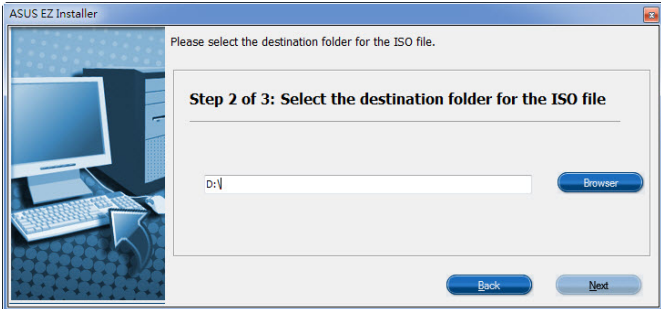 ASUS EZ Installer
Please select the destination folder for the ISO file.
Step 2 of 3: Select the destination folder for the ISO file
D:\
Browser
Back
Next